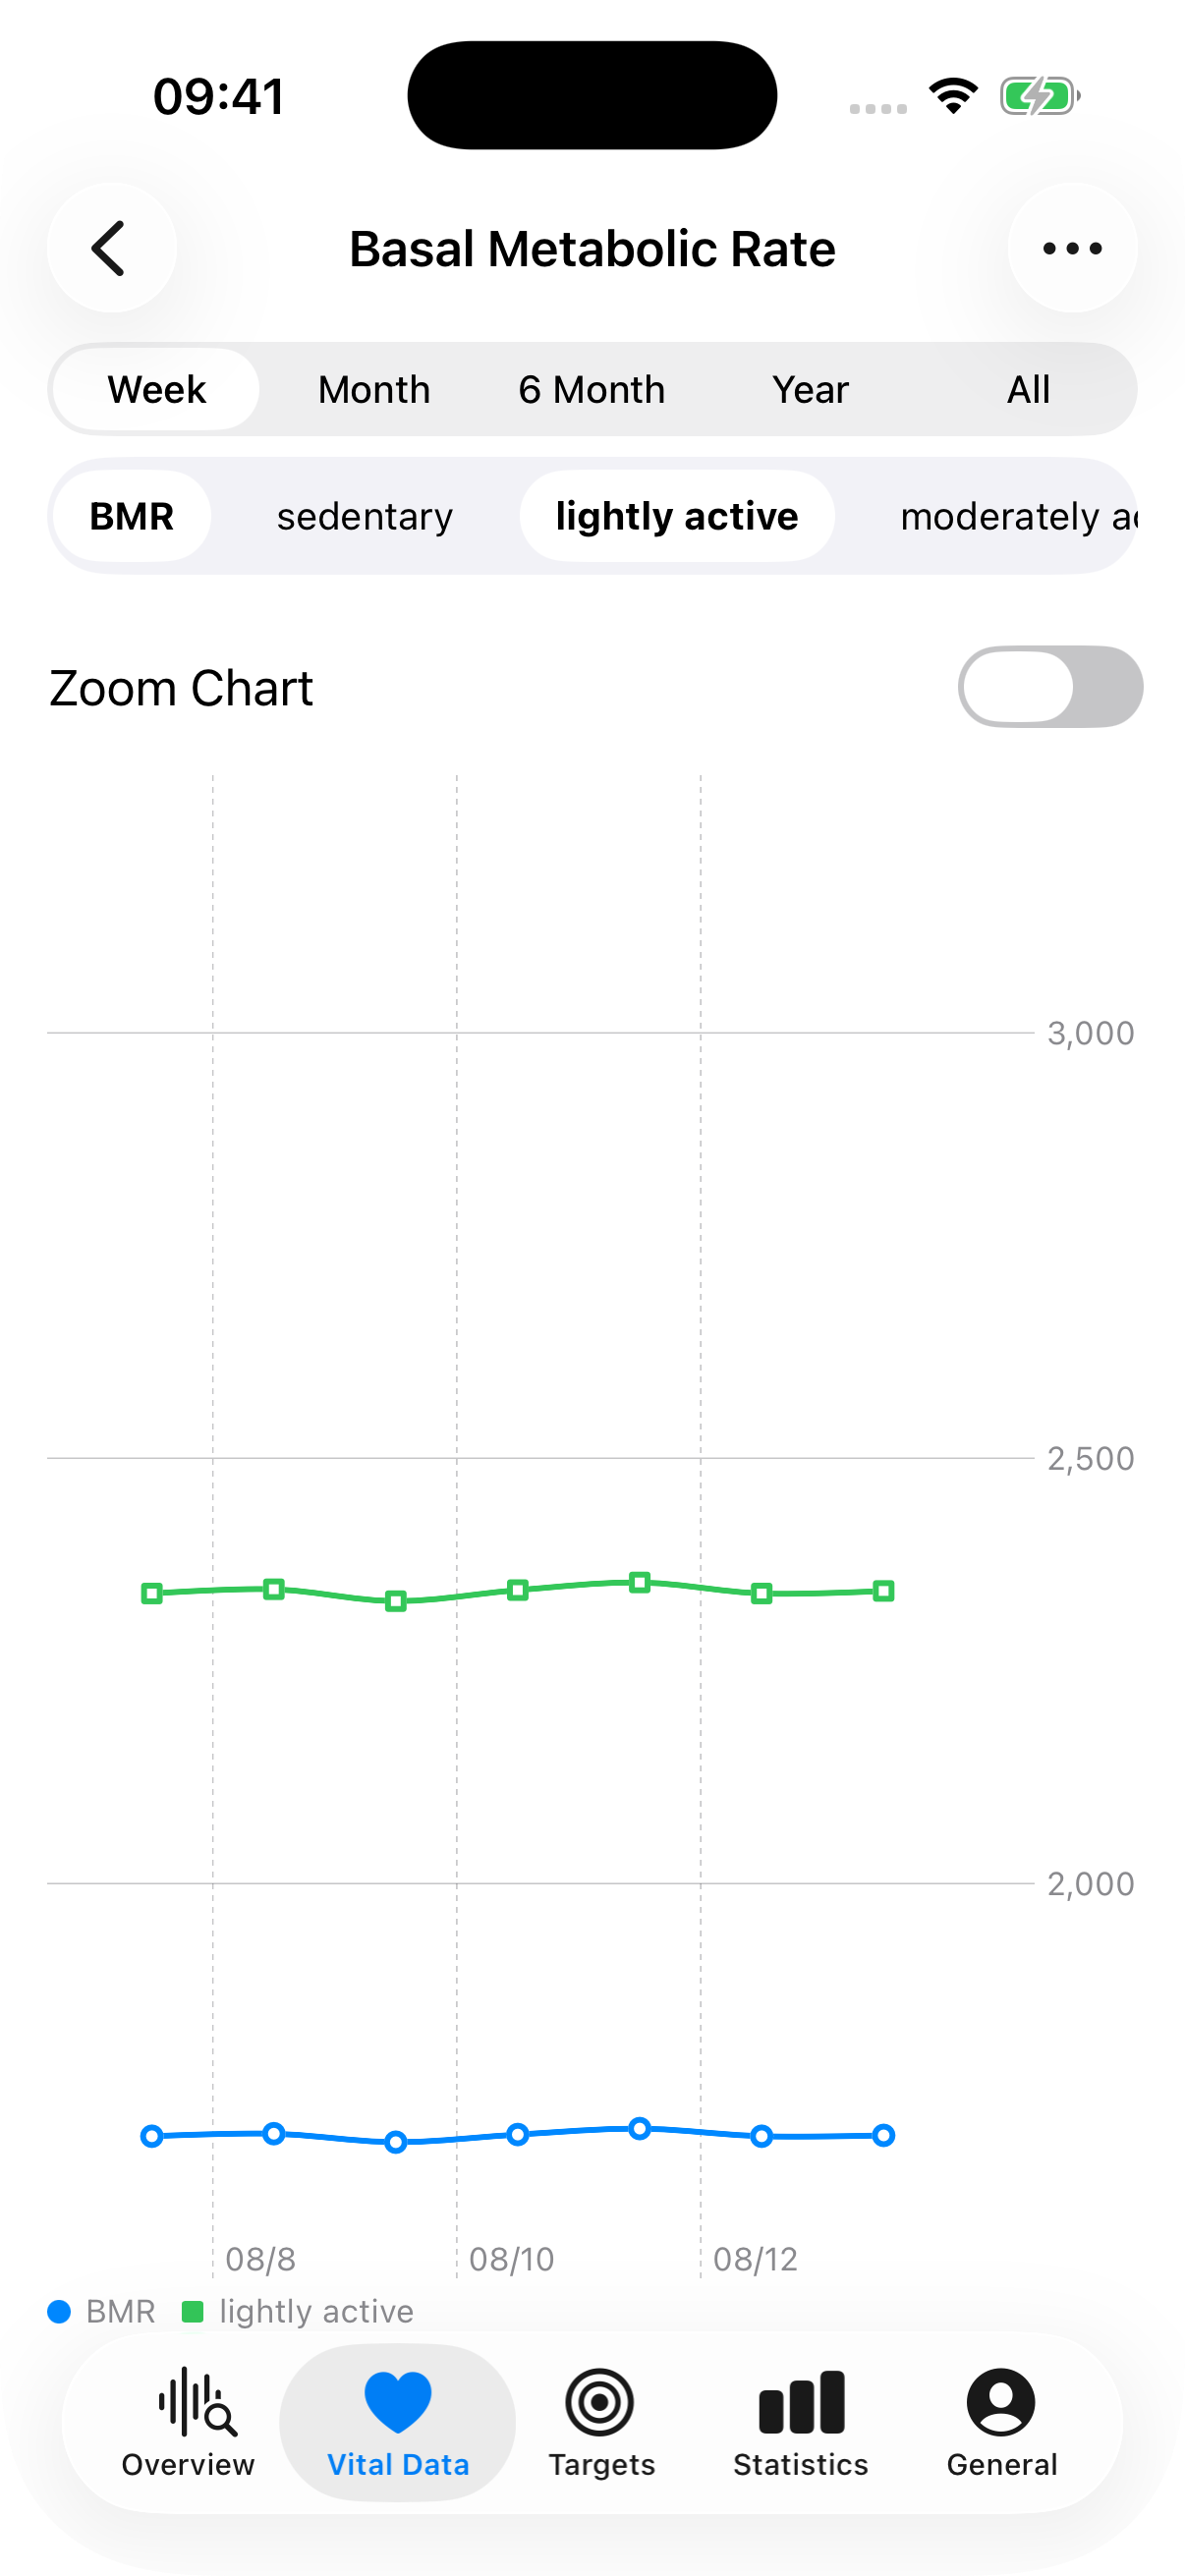 09:41
Basal Metabolic Rate
Week Month 6 Month Year All
BMR sedentary lightly active moderately
Zoom Chart
3,000
2,500
2,000
08/8 08/10 08/12
BMR lightly active
Overview Vital Data Targets Statistics General